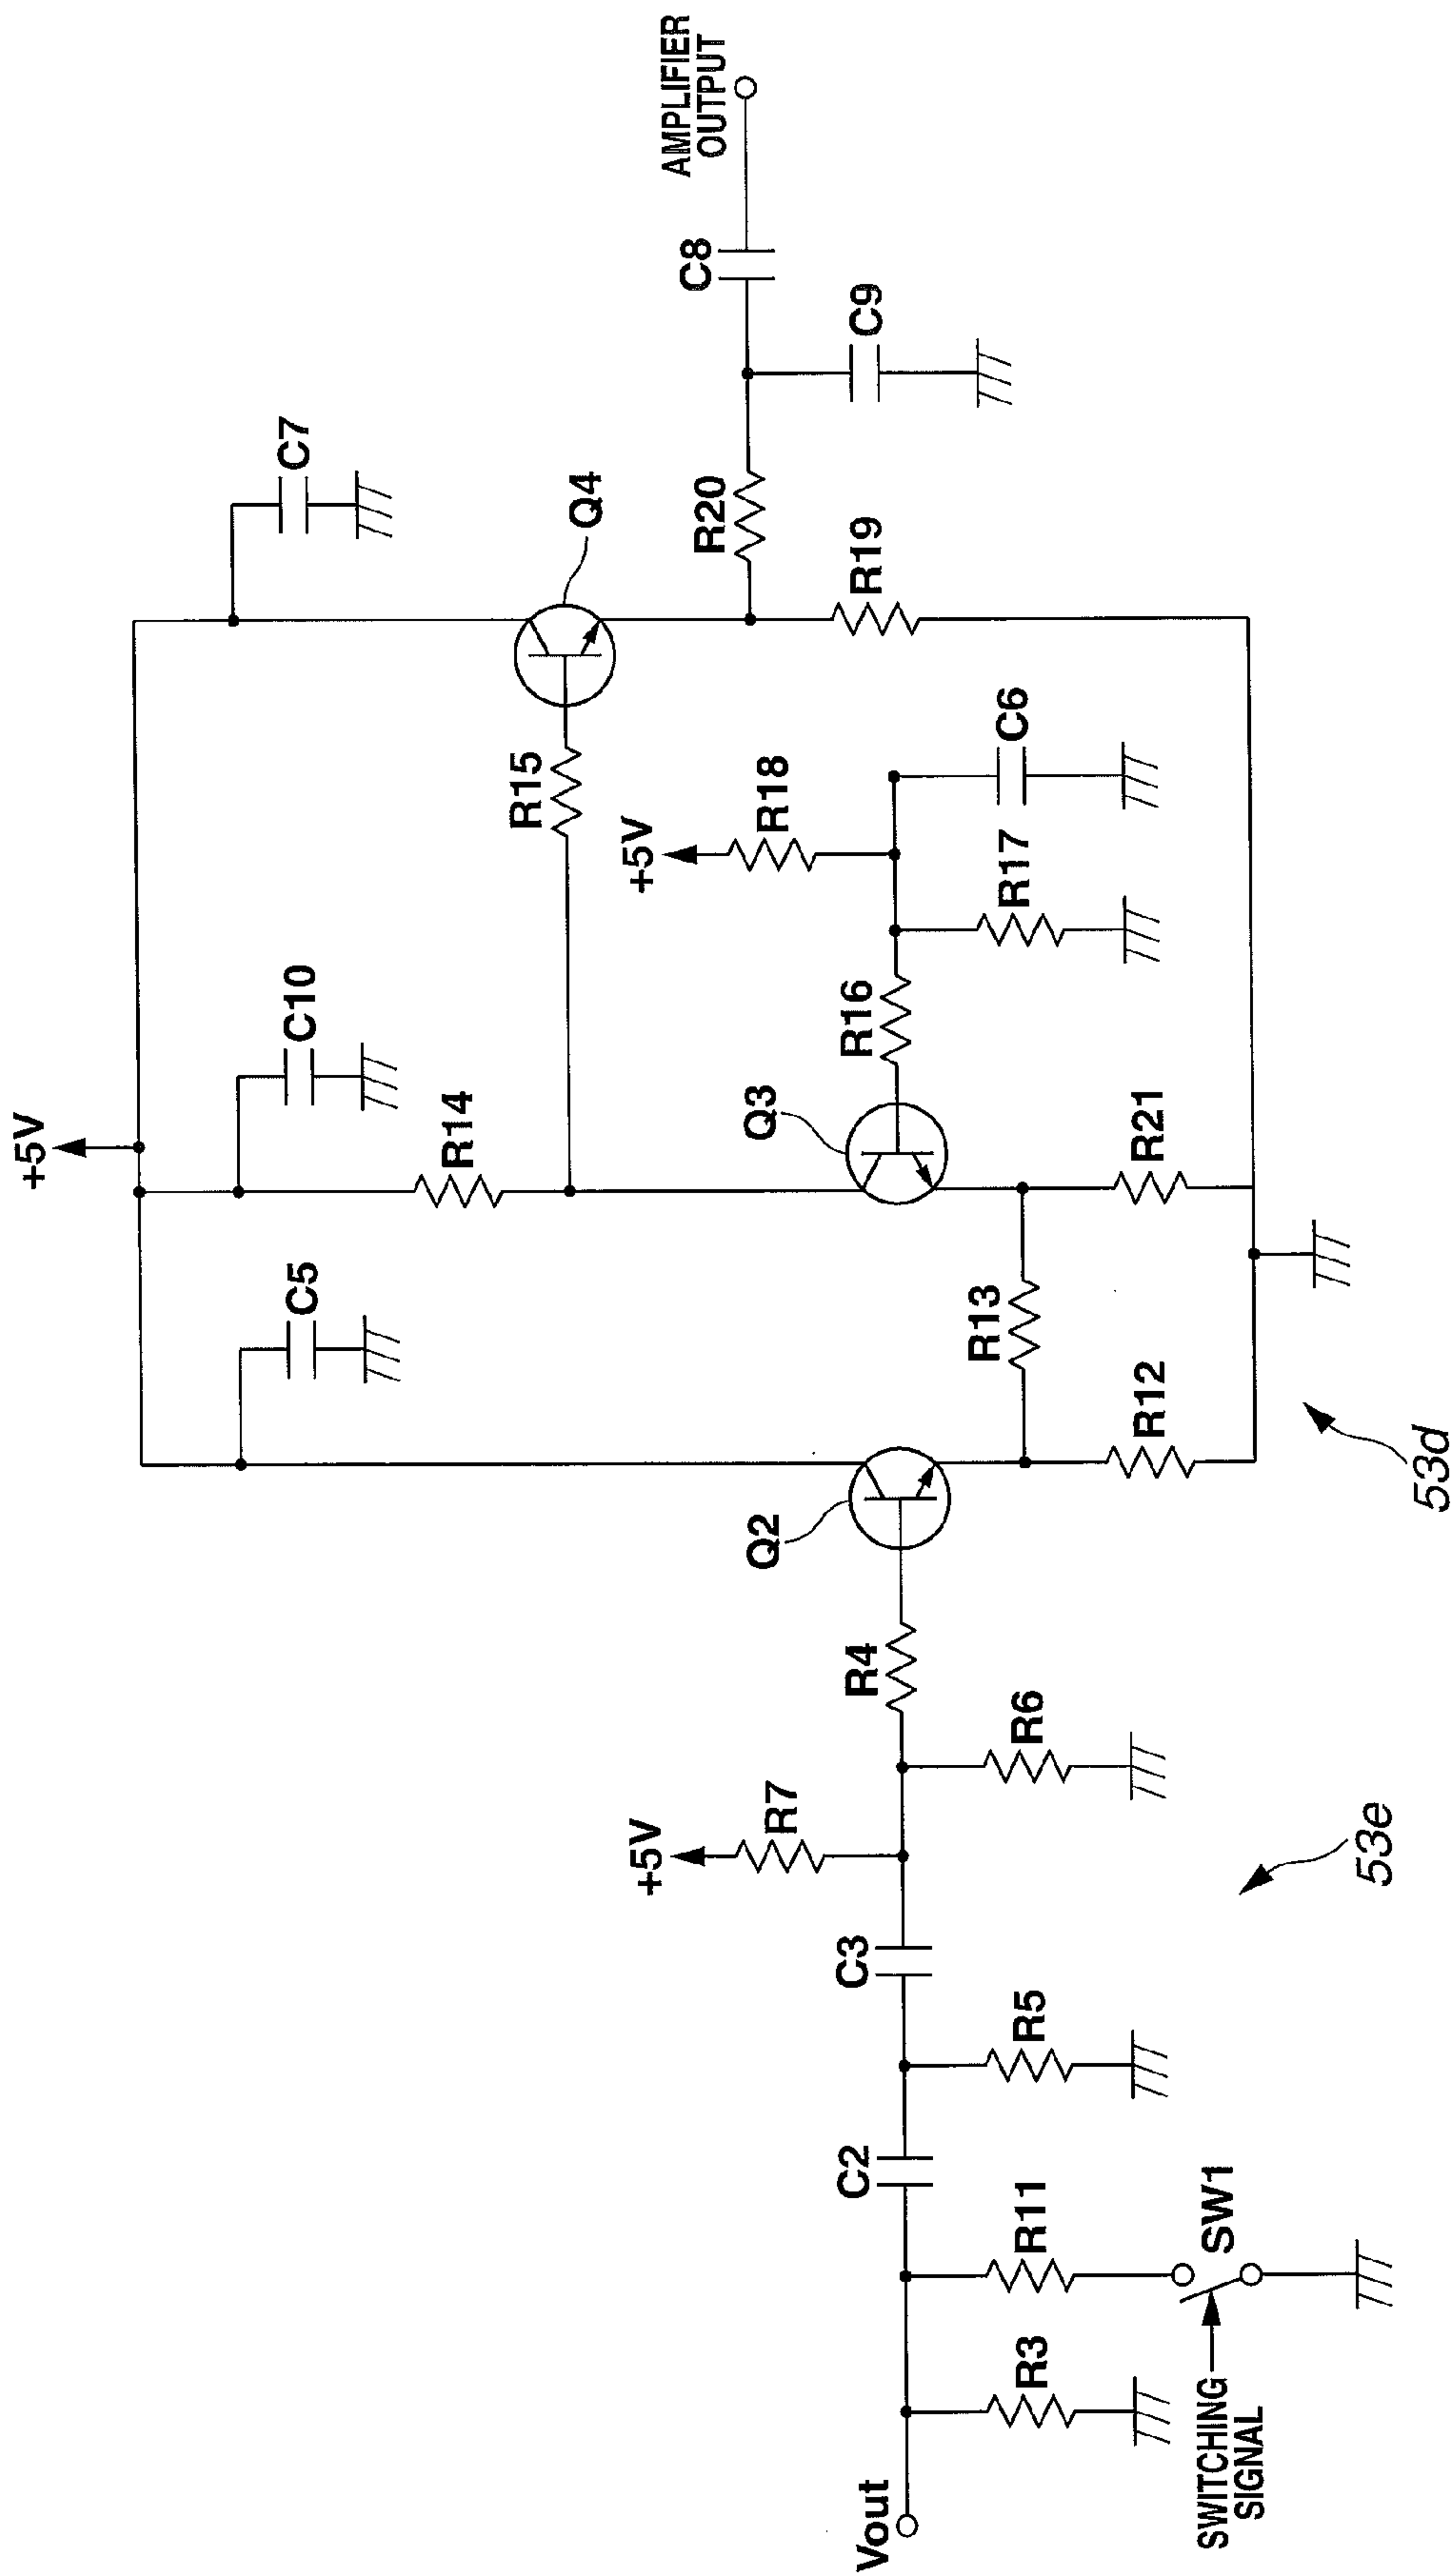 +5V
C5
C10
C7
R14
Q4
R15
AMPLIFIER
OUTPUT
C8
R20
C9
R19
+5V
R18
Q3
R16
R17
C6
Q2
R13
R12
R21
53d
+5V
R7
R4
R6
C3
C2
R5
Vout
R3
R11
SW1
SWITCHING
SIGNAL
53e